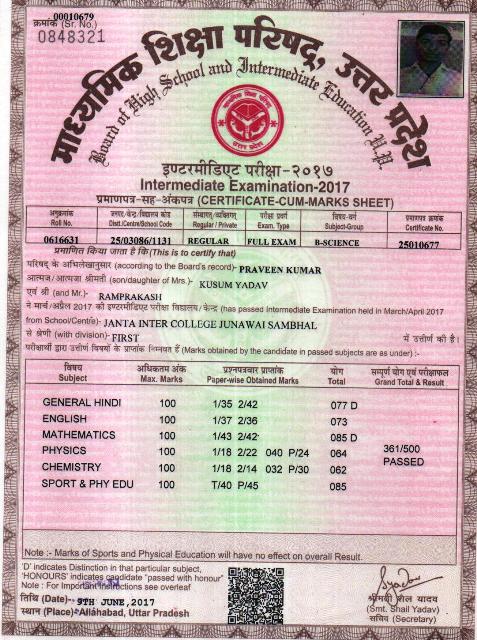 00010679
क्रमांक (Sr. No.)
0848321
माध्यमिक शिक्षा परिषद्, उत्तर प्रदेश
Board of High School and Intermediate Education U.P.
इण्टरमीडिएट परीक्षा-२०१७
Intermediate Examination-2017
प्रमाणपत्र-सह-अंकपत्र (CERTIFICATE-CUM-MARKS SHEET)
अनुक्रमांक जनपद/केन्द्र/विद्यालय कोड संस्थागत/व्यक्तिगत परीक्षा प्रकार विषय-वर्ग प्रमाणपत्र क्रमांक
Roll No. Distt./Centre/School Code Regular / Private Exam. Type Subject-Group Certificate No.
0616631 25/03086/1131 REGULAR FULL EXAM B-SCIENCE 25010677
प्रमाणित किया जाता है कि(This is to certify that)
परिषद् के अभिलेखानुसार (according to the Board's record)- PRAVEEN KUMAR
आत्मज/आत्मजा श्रीमती (son/daughter of Mrs.)- KUSUM YADAV
एवं श्री (and Mr.)- RAMPRAKASH
ने मार्च/अप्रैल 2017 की इण्टरमीडिएट परीक्षा विद्यालय/केन्द्र (has passed Intermediate Examination held in March/April 2017
from School/Centre)- JANTA INTER COLLEGE JUNAWAI SAMBHAL
से श्रेणी (with division)- FIRST में उत्तीर्ण की है।
परीक्षार्थी द्वारा उत्तीर्ण विषयों के प्राप्तांक निम्नवत हैं (Marks obtained by the candidate in passed subjects are as under) :-
विषय अधिकतम अंक प्रश्नपत्रवार प्राप्तांक योग सम्पूर्ण योग एवं परीक्षाफल
Subject Max. Marks Paper-wise Obtained Marks Total Grand Total & Result
GENERAL HINDI 100 1/35 2/42 077 D
ENGLISH 100 1/37 2/36 073
MATHEMATICS 100 1/43 2/42 085 D
PHYSICS 100 1/18 2/22 040 P/24 064 361/500
PASSED
CHEMISTRY 100 1/18 2/14 032 P/30 062
SPORT & PHY EDU 100 T/40 P/45 085
Note :- Marks of Sports and Physical Education will have no effect on overall Result.
'D' indicates Distinction in that particular subject,
'HONOURS' indicates candidate "passed with honour"
Note : For Important Instructions see overleaf
तिथि (Date)- 9TH JUNE,2017
स्थान (Place)- Allahabad, Uttar Pradesh
श्रीमती शैल यादव
(Smt. Shail Yadav)
सचिव (Secretary)